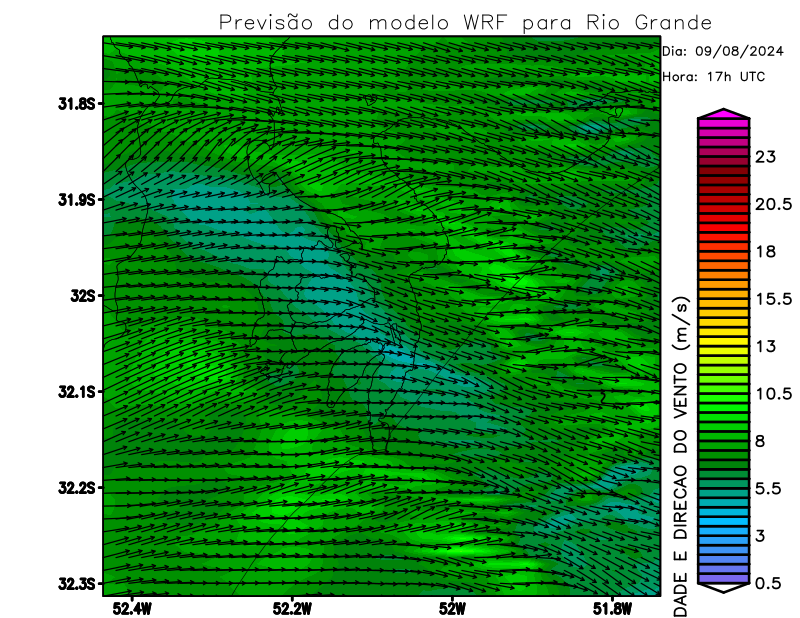 Previsão do modelo WRF para Rio Grande
Dia: 09/08/2024
Hora: 17h UTC
31.8S
31.9S
32S
32.1S
32.2S
32.3S
52.4W
52.2W
52W
51.8W
23
20.5
18
15.5
13
10.5
8
5.5
3
0.5
DADE E DIRECAO DO VENTO (m/s)